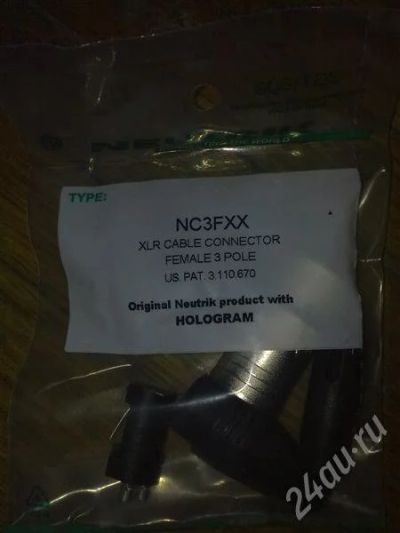 TYPE:
NC3FXX
XLR CABLE CONNECTOR
FEMALE 3 POLE
US. PAT. 3.110.670
Original Neutrik product with
HOLOGRAM
24au.ru